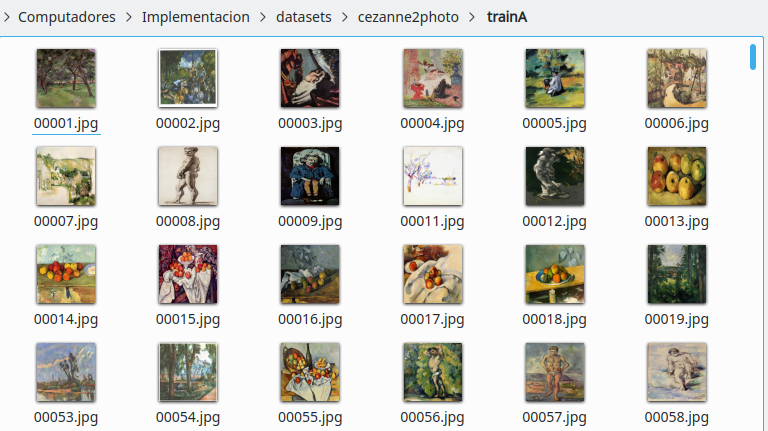 Computadores > Implementacion > datasets > cezanne2photo > trainA
00001.jpg 00002.jpg 00003.jpg 00004.jpg 00005.jpg 00006.jpg
00007.jpg 00008.jpg 00009.jpg 00011.jpg 00012.jpg 00013.jpg
00014.jpg 00015.jpg 00016.jpg 00017.jpg 00018.jpg 00019.jpg
00053.jpg 00054.jpg 00055.jpg 00056.jpg 00057.jpg 00058.jpg